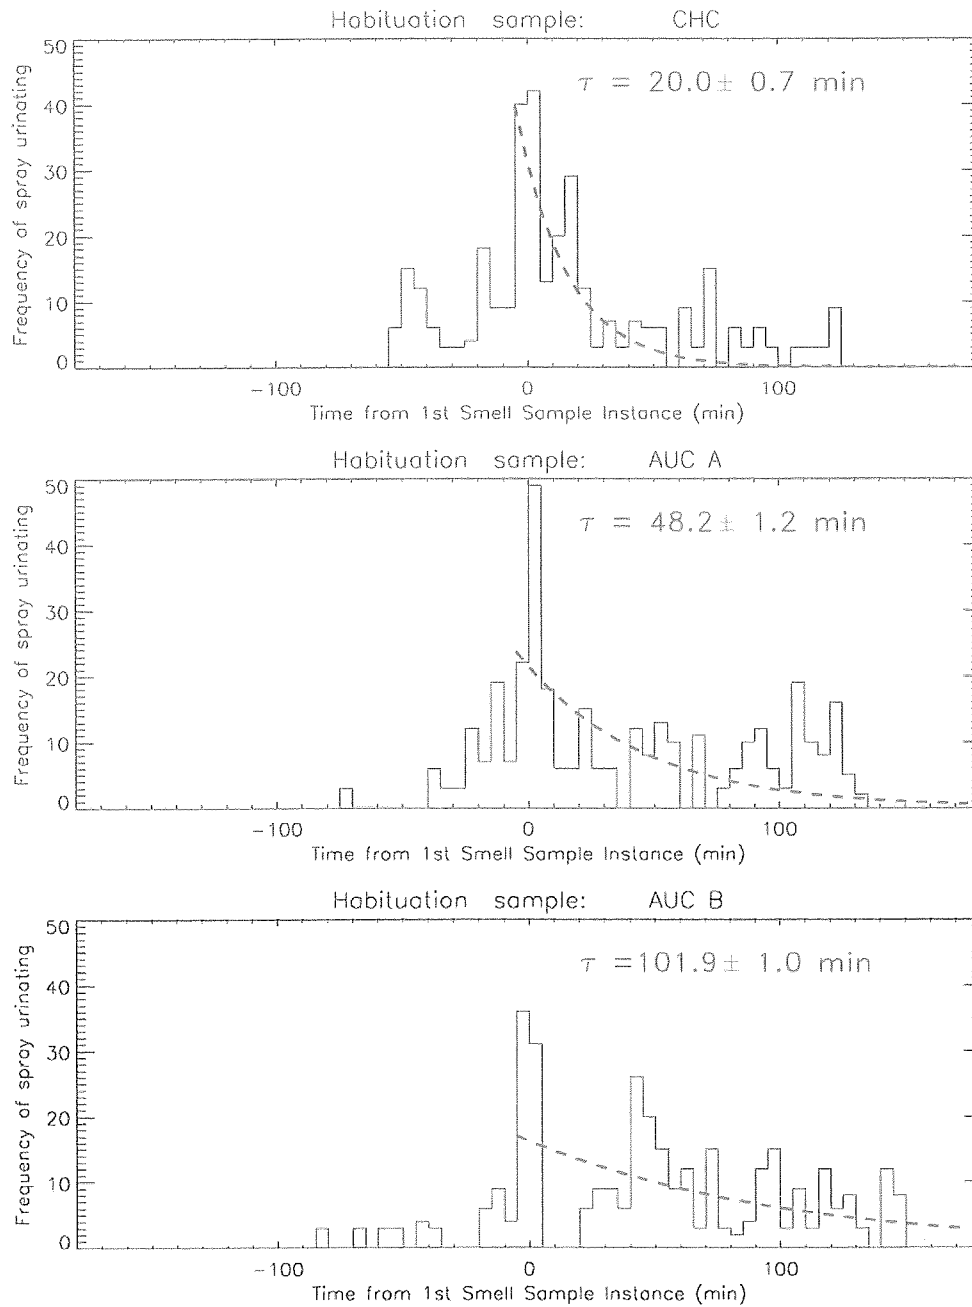 Habituation sample: CHC
τ = 20.0± 0.7 min
Frequency of spray urinating
50
40
30
20
10
0
-100 0 100
Time from 1st Smell Sample Instance (min)
Habituation sample: AUC A
τ = 48.2± 1.2 min
Frequency of spray urinating
50
40
30
20
10
0
-100 0 100
Time from 1st Smell Sample Instance (min)
Habituation sample: AUC B
τ =101.9± 1.0 min
Frequency of spray urinating
50
40
30
20
10
0
-100 0 100
Time from 1st Smell Sample Instance (min)